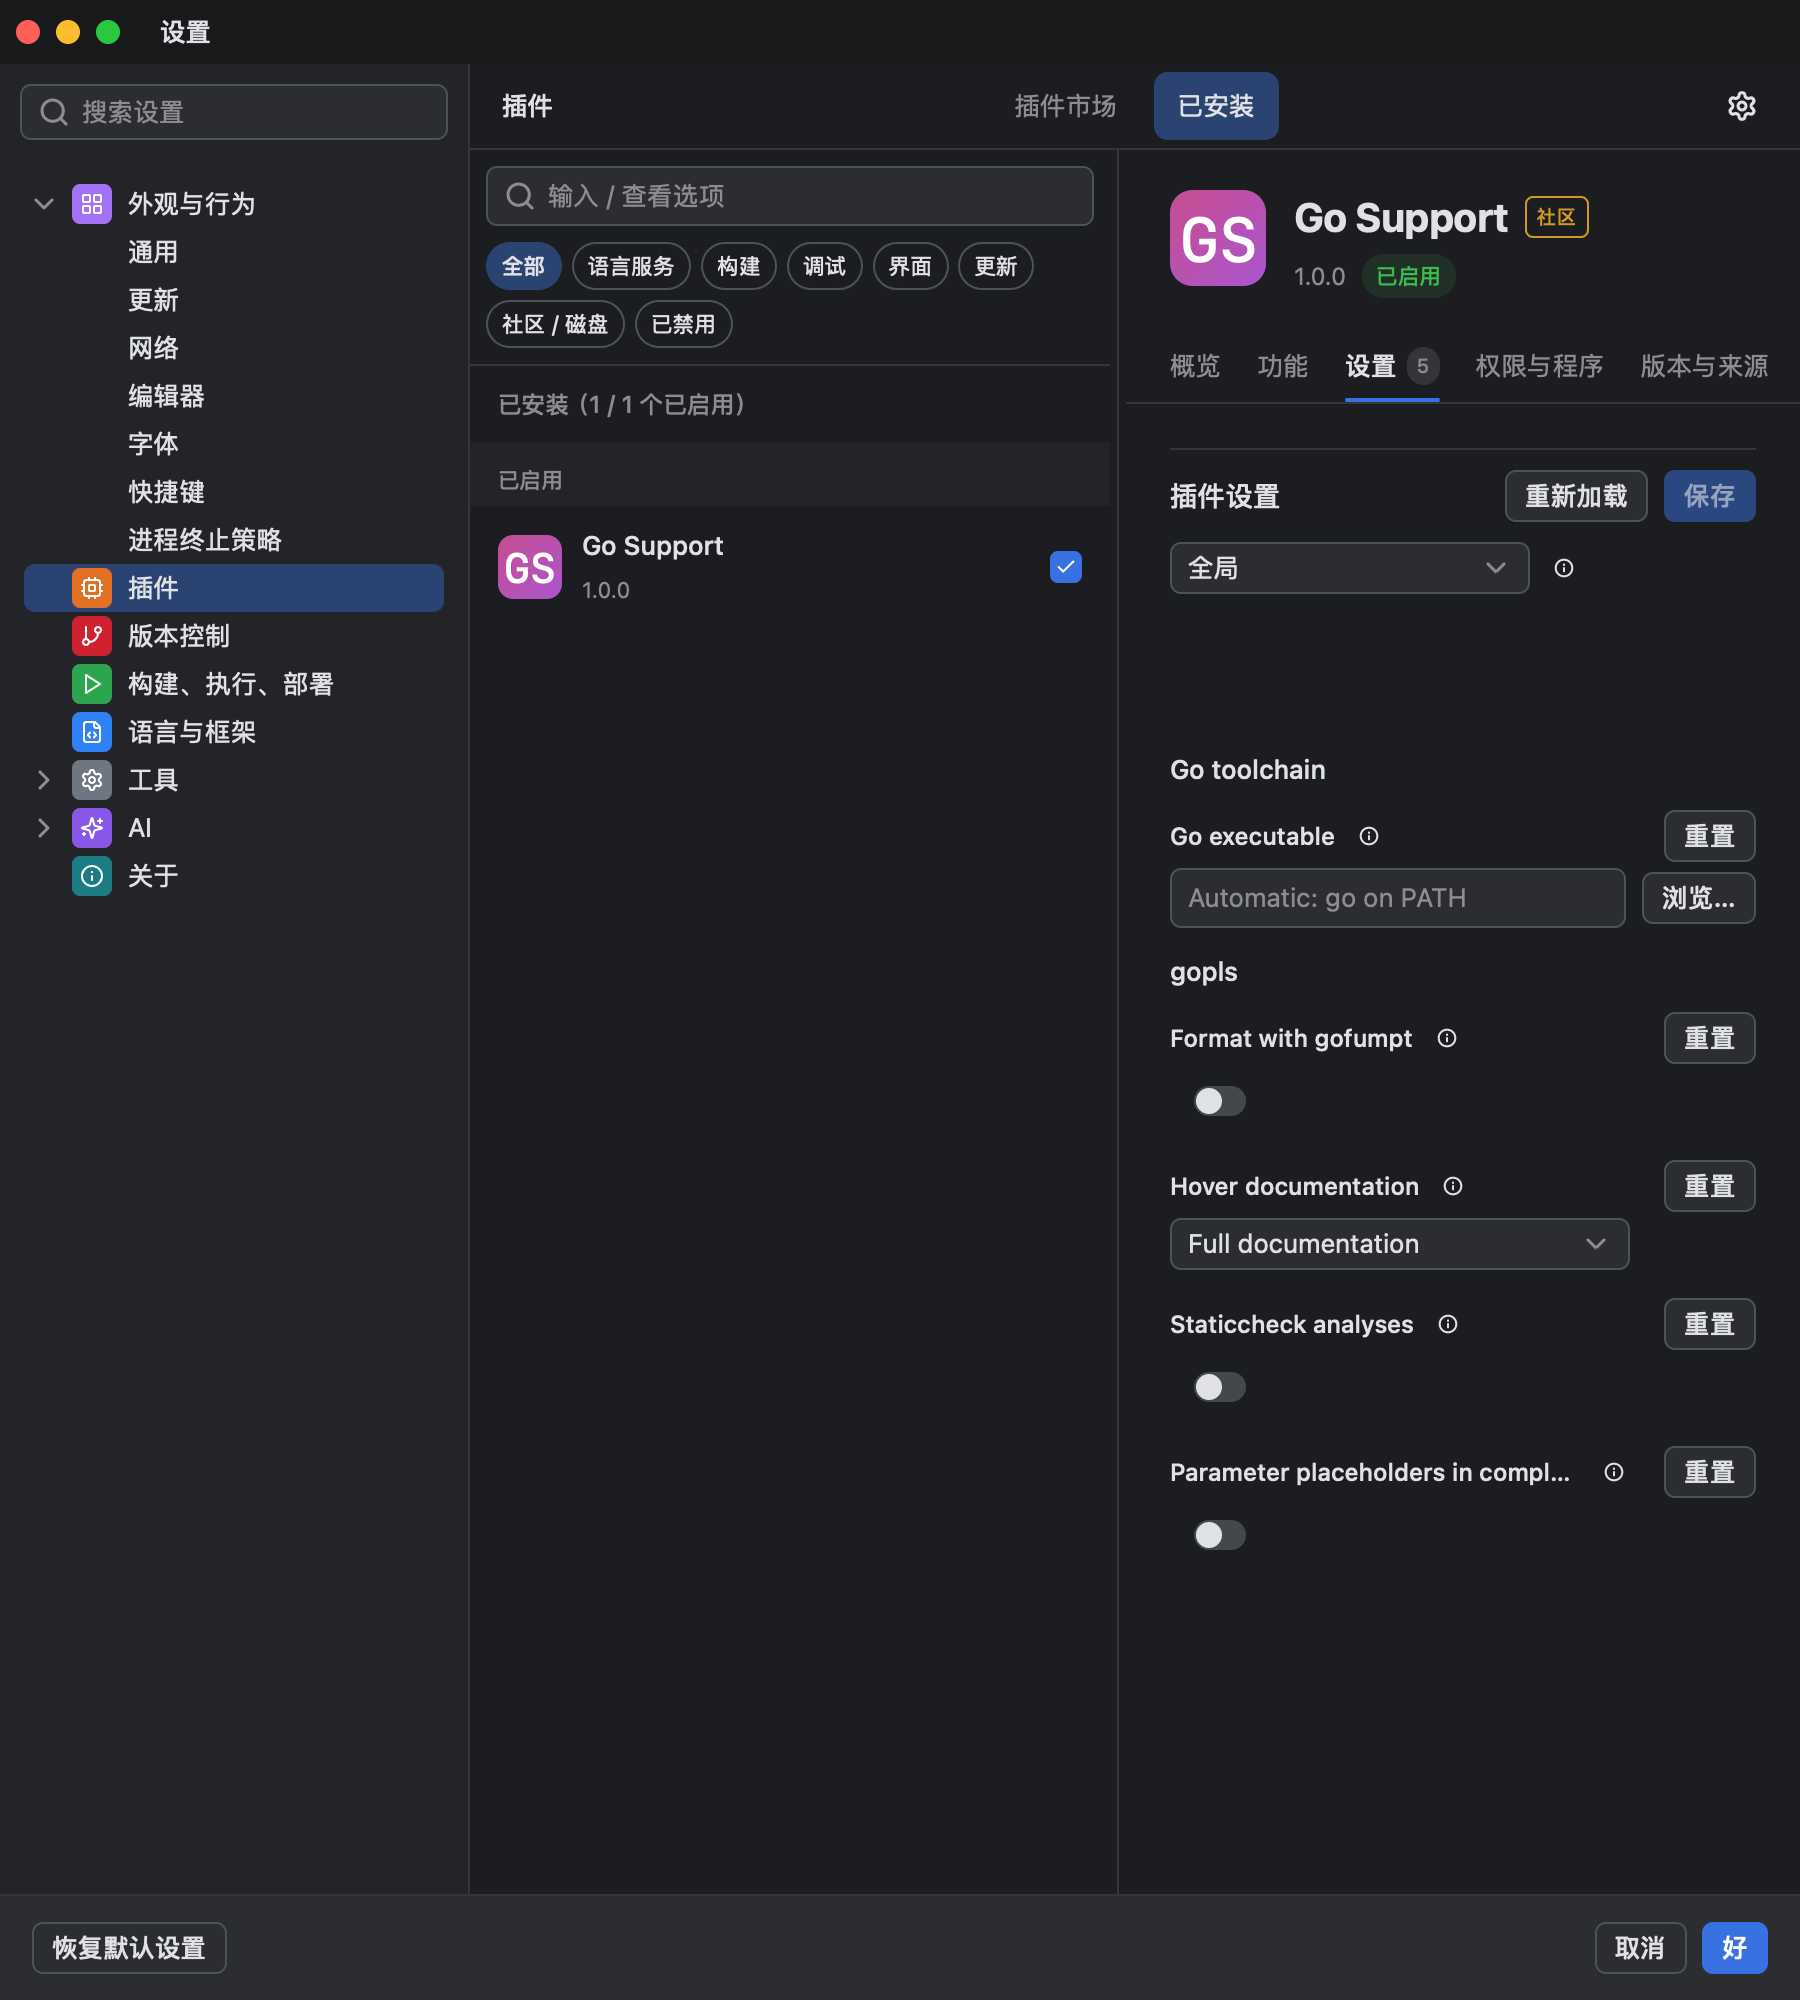 设置
搜索设置
外观与行为
通用
更新
网络
编辑器
字体
快捷键
进程终止策略
插件
版本控制
构建、执行、部署
语言与框架
工具
AI
关于
插件
插件市场
已安装
输入 / 查看选项
全部
语言服务
构建
调试
界面
更新
社区 / 磁盘
已禁用
已安装（1 / 1 个已启用）
已启用
GS
Go Support
1.0.0
GS
Go Support
社区
1.0.0
已启用
概览
功能
设置 5
权限与程序
版本与来源
插件设置
重新加载
保存
全局
Go toolchain
Go executable
重置
Automatic: go on PATH
浏览...
gopls
Format with gofumpt
重置
Hover documentation
重置
Full documentation
Staticcheck analyses
重置
Parameter placeholders in compl...
重置
恢复默认设置
取消
好